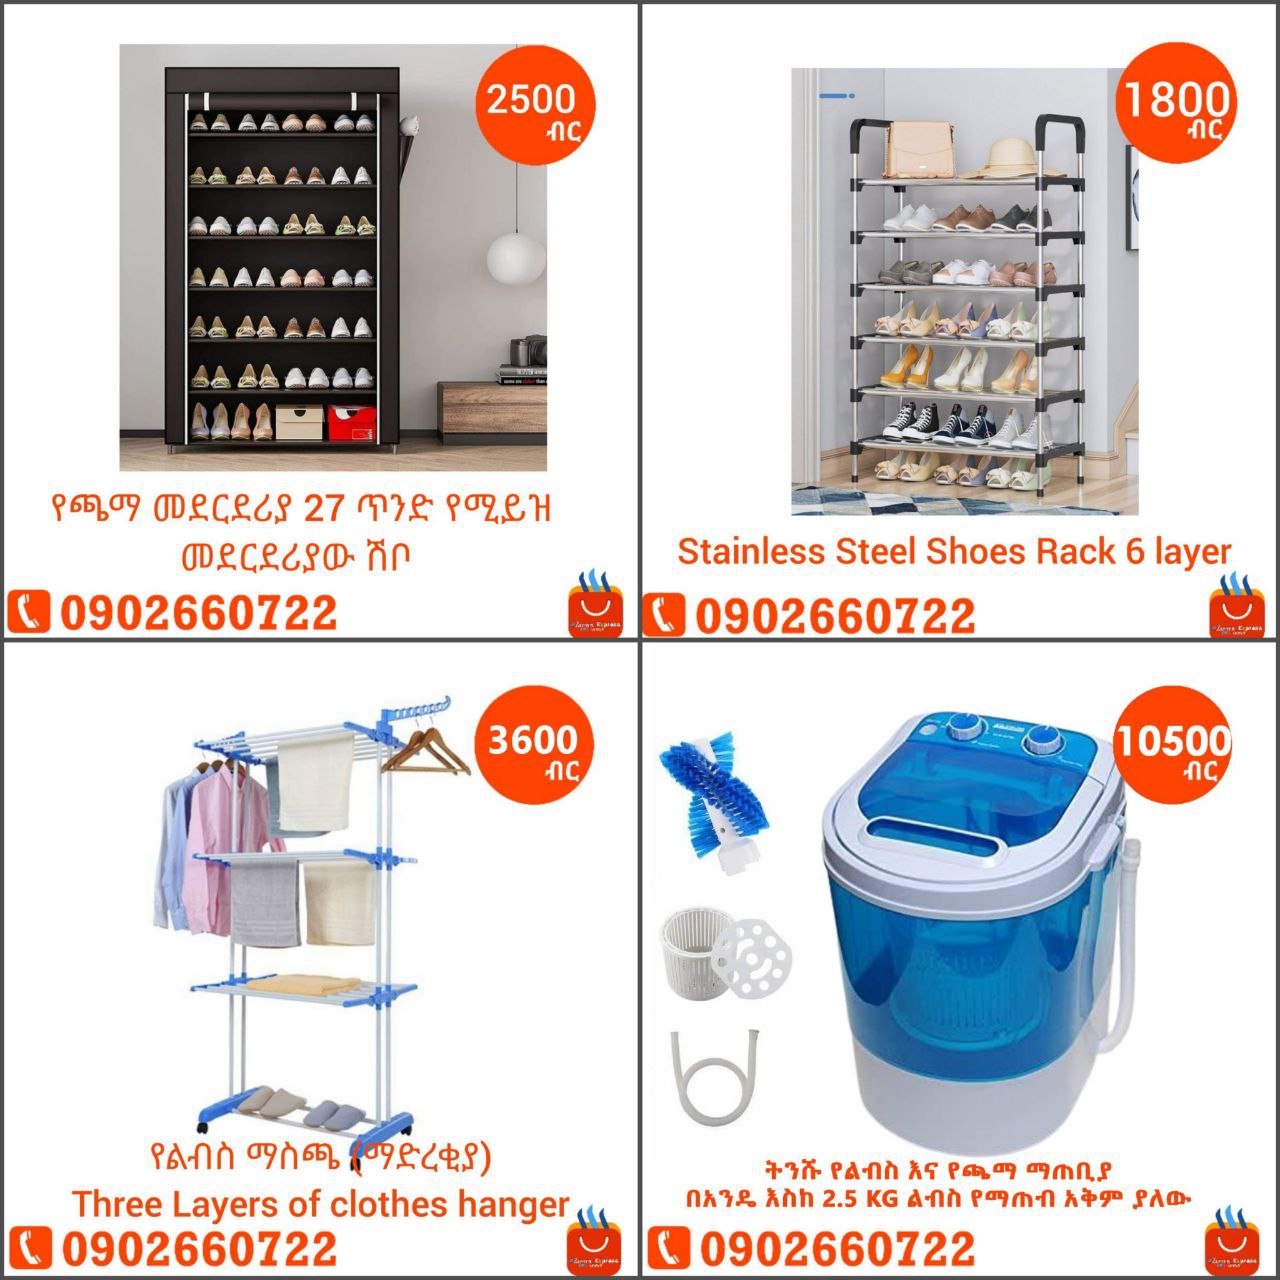 2500
ብር
የጫማ መደርደሪያ 27 ጥንድ የሚይዝ
መደርደሪያው ሽቦ
0902660722
1800
ብር
Stainless Steel Shoes Rack 6 layer
0902660722
3600
ብር
የልብስ ማስጫ (ማድረቂያ)
Three Layers of clothes hanger
0902660722
10500
ብር
ትንሹ የልብስ እና የጫማ ማጠቢያ
በአንዴ እስከ 2.5 KG ልብስ የማጠብ አቅም ያለው
0902660722